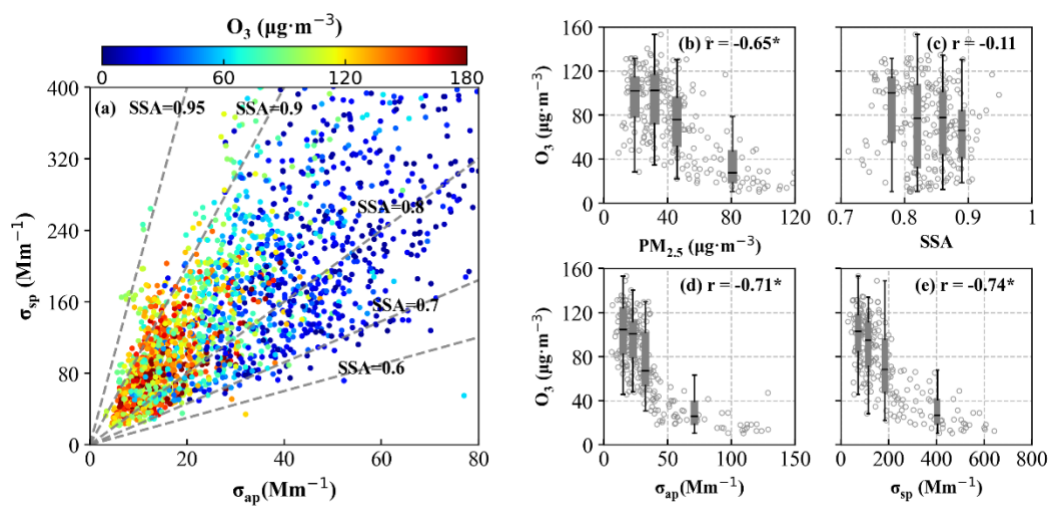 O₃ (μg·m⁻³)
0 60 120 180
(a) SSA=0.95 SSA=0.9
SSA=0.8
SSA=0.7
SSA=0.6
400
320
240
160
80
0
σsp (Mm⁻¹)
0 20 40 60 80
σap(Mm⁻¹)
(b) r = -0.65*
160
120
80
40
0
O₃ (μg·m⁻³)
0 40 80 120
PM₂.₅ (μg·m⁻³)
(c) r = -0.11
0.7 0.8 0.9 1
SSA
(d) r = -0.71*
160
120
80
40
0
O₃ (μg·m⁻³)
0 50 100 150
σap(Mm⁻¹)
(e) r = -0.74*
0 200 400 600 800
σsp (Mm⁻¹)